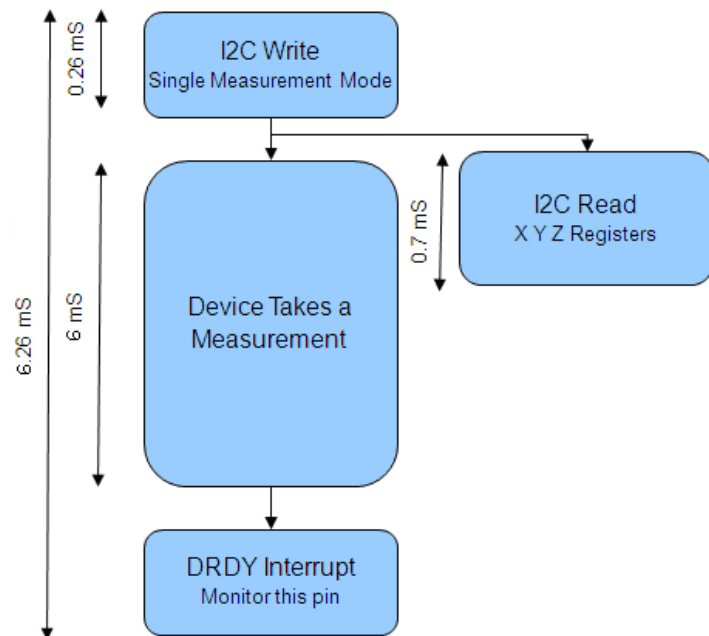 I2C Write
Single Measurement Mode
0.26 mS
I2C Read
X Y Z Registers
0.7 mS
Device Takes a
Measurement
6 mS
6.26 mS
DRDY Interrupt
Monitor this pin